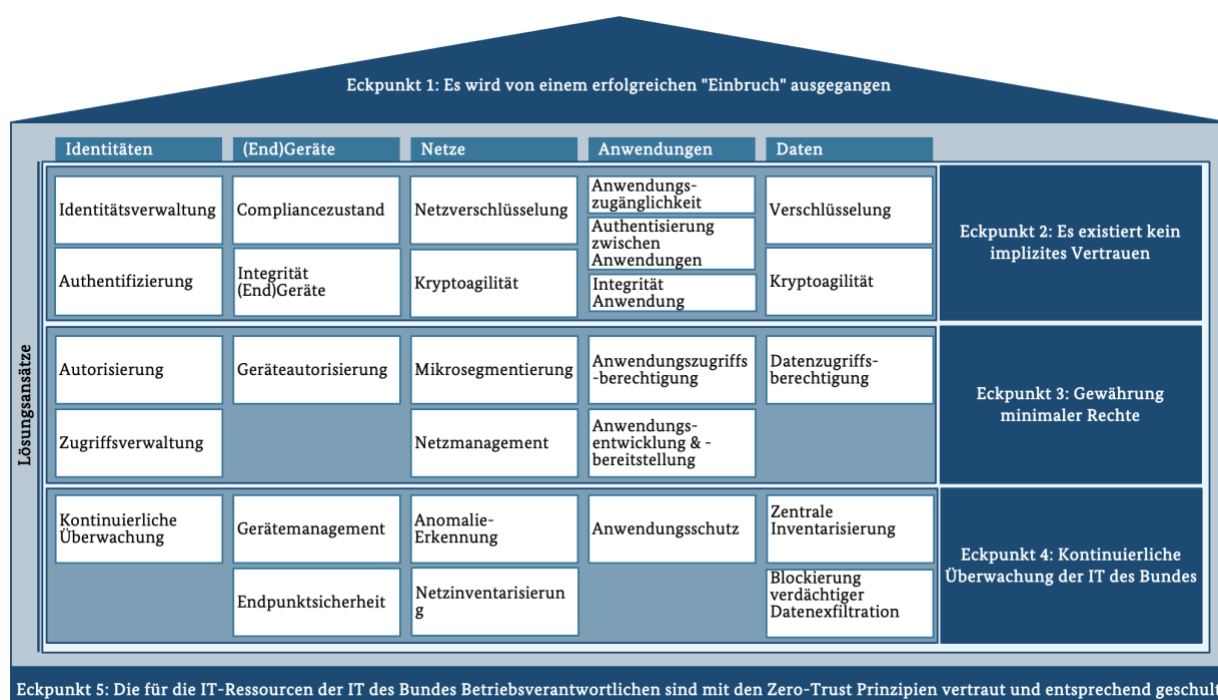 Eckpunkt 1: Es wird von einem erfolgreichen "Einbruch" ausgegangen
Identitäten
(End)Geräte
Netze
Anwendungen
Daten
Lösungsansätze
Identitätsverwaltung
Compliancezustand
Netzverschlüsselung
Anwendungs-
zugänglichkeit
Authentisierung
zwischen
Anwendungen
Verschlüsselung
Authentifizierung
Integrität
(End)Geräte
Kryptoagilität
Integrität
Anwendung
Kryptoagilität
Eckpunkt 2: Es existiert kein
implizites Vertrauen
Autorisierung
Geräteautorisierung
Mikrosegmentierung
Anwendungszugriffs
-berechtigung
Datenzugriffs-
berechtigung
Zugriffsverwaltung
Netzmanagement
Anwendungs-
entwicklung & -
bereitstellung
Eckpunkt 3: Gewährung
minimaler Rechte
Kontinuierliche
Überwachung
Gerätemanagement
Anomalie-
Erkennung
Anwendungsschutz
Zentrale
Inventarisierung
Endpunktsicherheit
Netzinventarisierun
g
Blockierung
verdächtiger
Datenexfiltration
Eckpunkt 4: Kontinuierliche
Überwachung der IT des Bundes
Eckpunkt 5: Die für die IT-Ressourcen der IT des Bundes Betriebsverantwortlichen sind mit den Zero-Trust Prinzipien vertraut und entsprechend